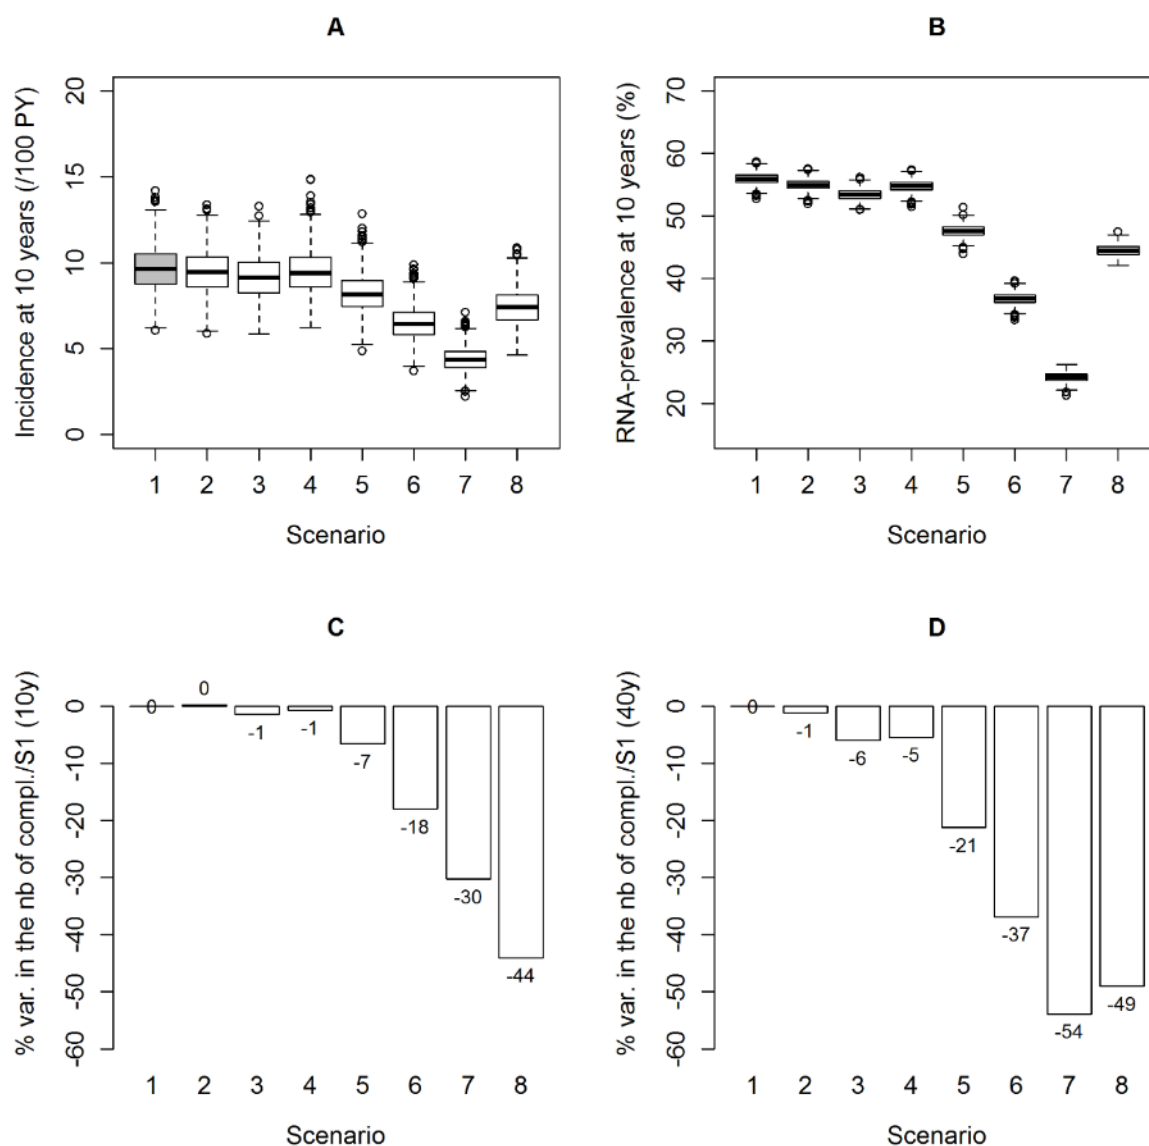 A
Incidence at 10 years (/100 PY)
20
15
10
5
0
1 2 3 4 5 6 7 8
Scenario
B
RNA-prevalence at 10 years (%)
70
60
50
40
30
20
1 2 3 4 5 6 7 8
Scenario
C
% var. in the nb of compl./S1 (10y)
0
-10
-20
-30
-40
-50
-60
0 0 -1 -1 -7 -18 -30 -44
1 2 3 4 5 6 7 8
Scenario
D
% var. in the nb of compl./S1 (40y)
0
-10
-20
-30
-40
-50
-60
0 -1 -6 -5 -21 -37 -54 -49
1 2 3 4 5 6 7 8
Scenario